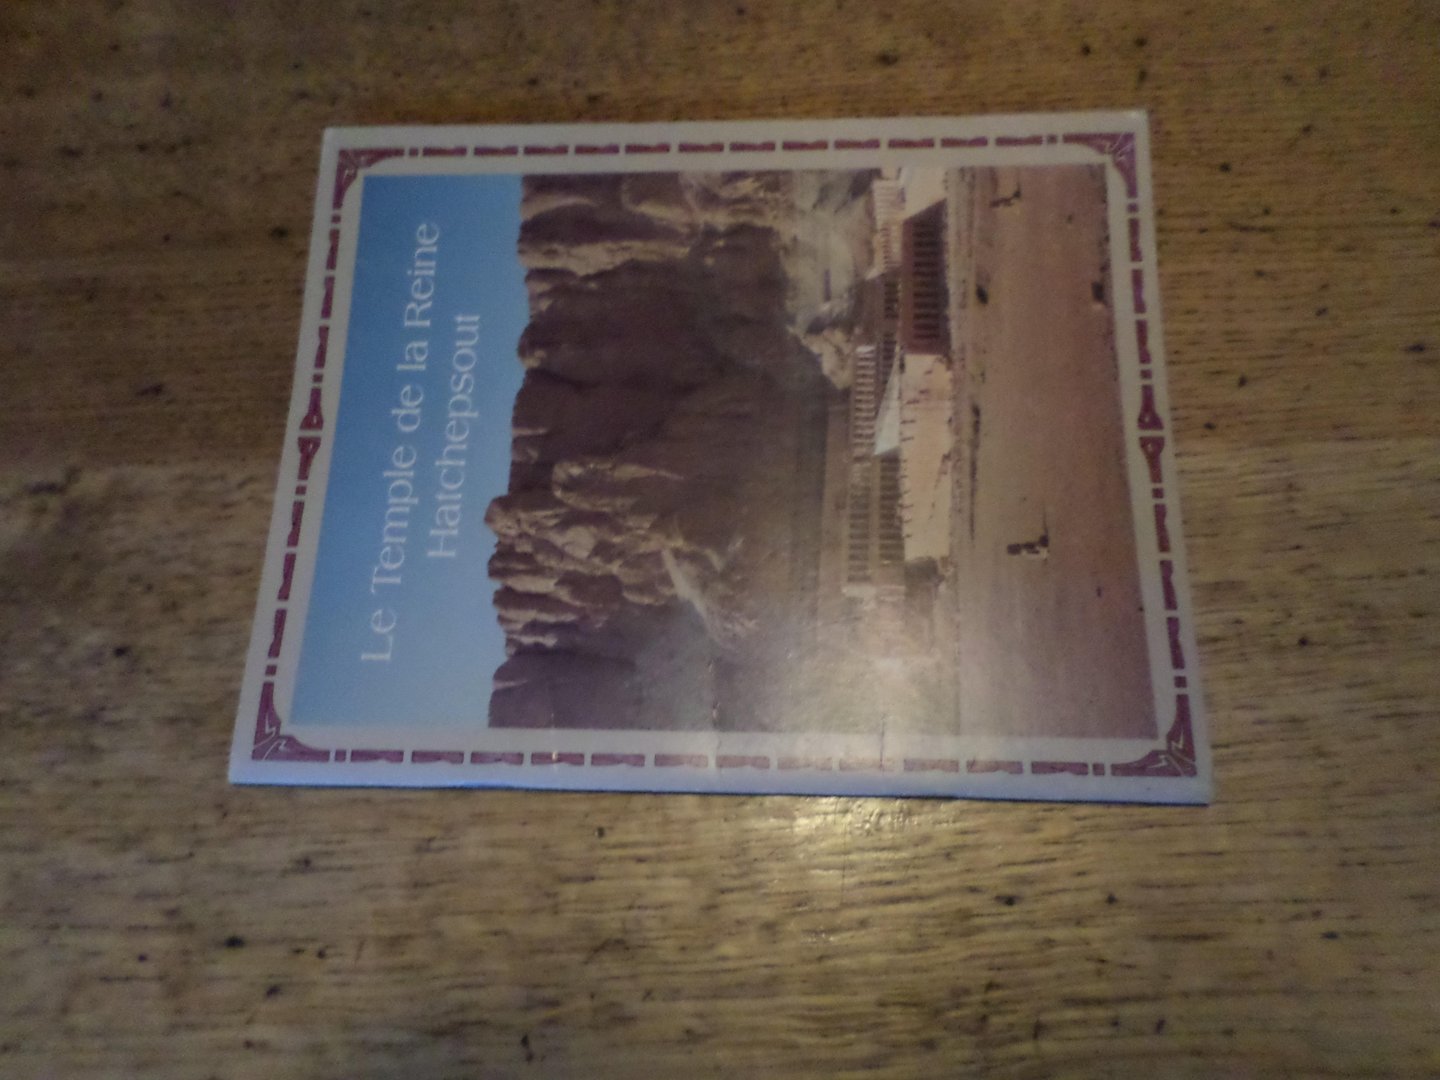 Le Temple de la Reine
Hatchepsout